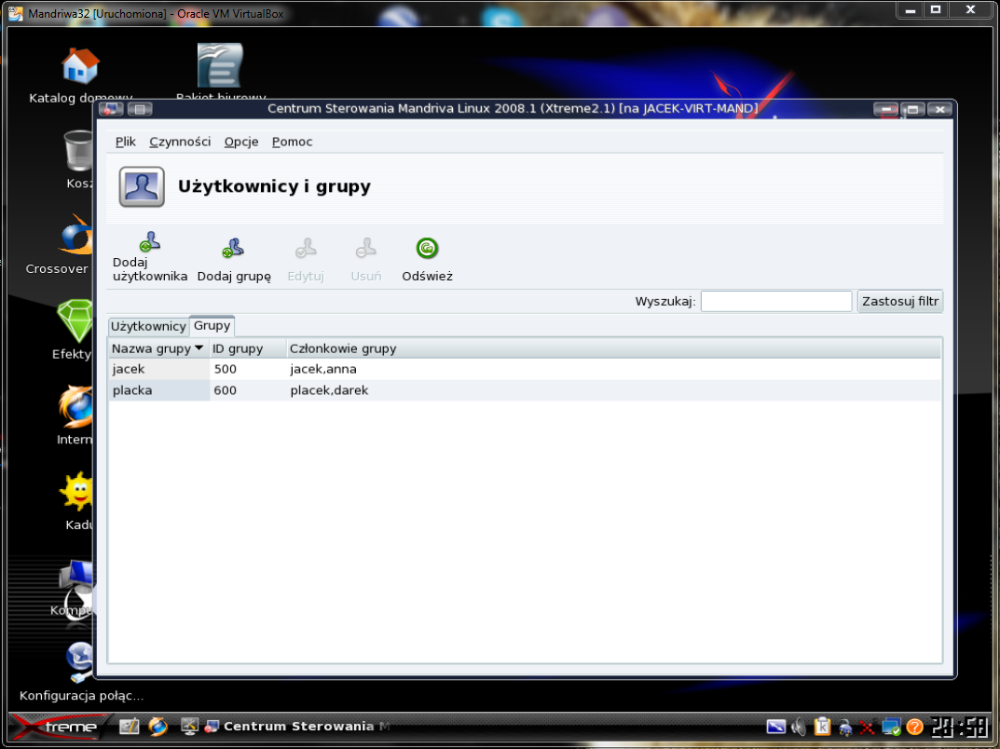 Mandriwa32 [Uruchomiona] - Oracle VM VirtualBox
Katalog domowy
Pakiet biurowy
Centrum Sterowania Mandriva Linux 2008.1 (Xtreme2.1) [na JACEK-VIRT-MAND]
Plik Czynności Opcje Pomoc
Kosz
Użytkownicy i grupy
Crossover
Dodaj
użytkownika
Dodaj grupę
Edytuj
Usuń
Odśwież
Wyszukaj:
Zastosuj filtr
Użytkownicy
Grupy
Efekty
Nazwa grupy ID grupy Członkowie grupy
jacek 500 jacek,anna
placka 600 placek,darek
Intern
Kadu
Kompu
Konfiguracja połąc...
Xtreme
Centrum Sterowania M
20:58